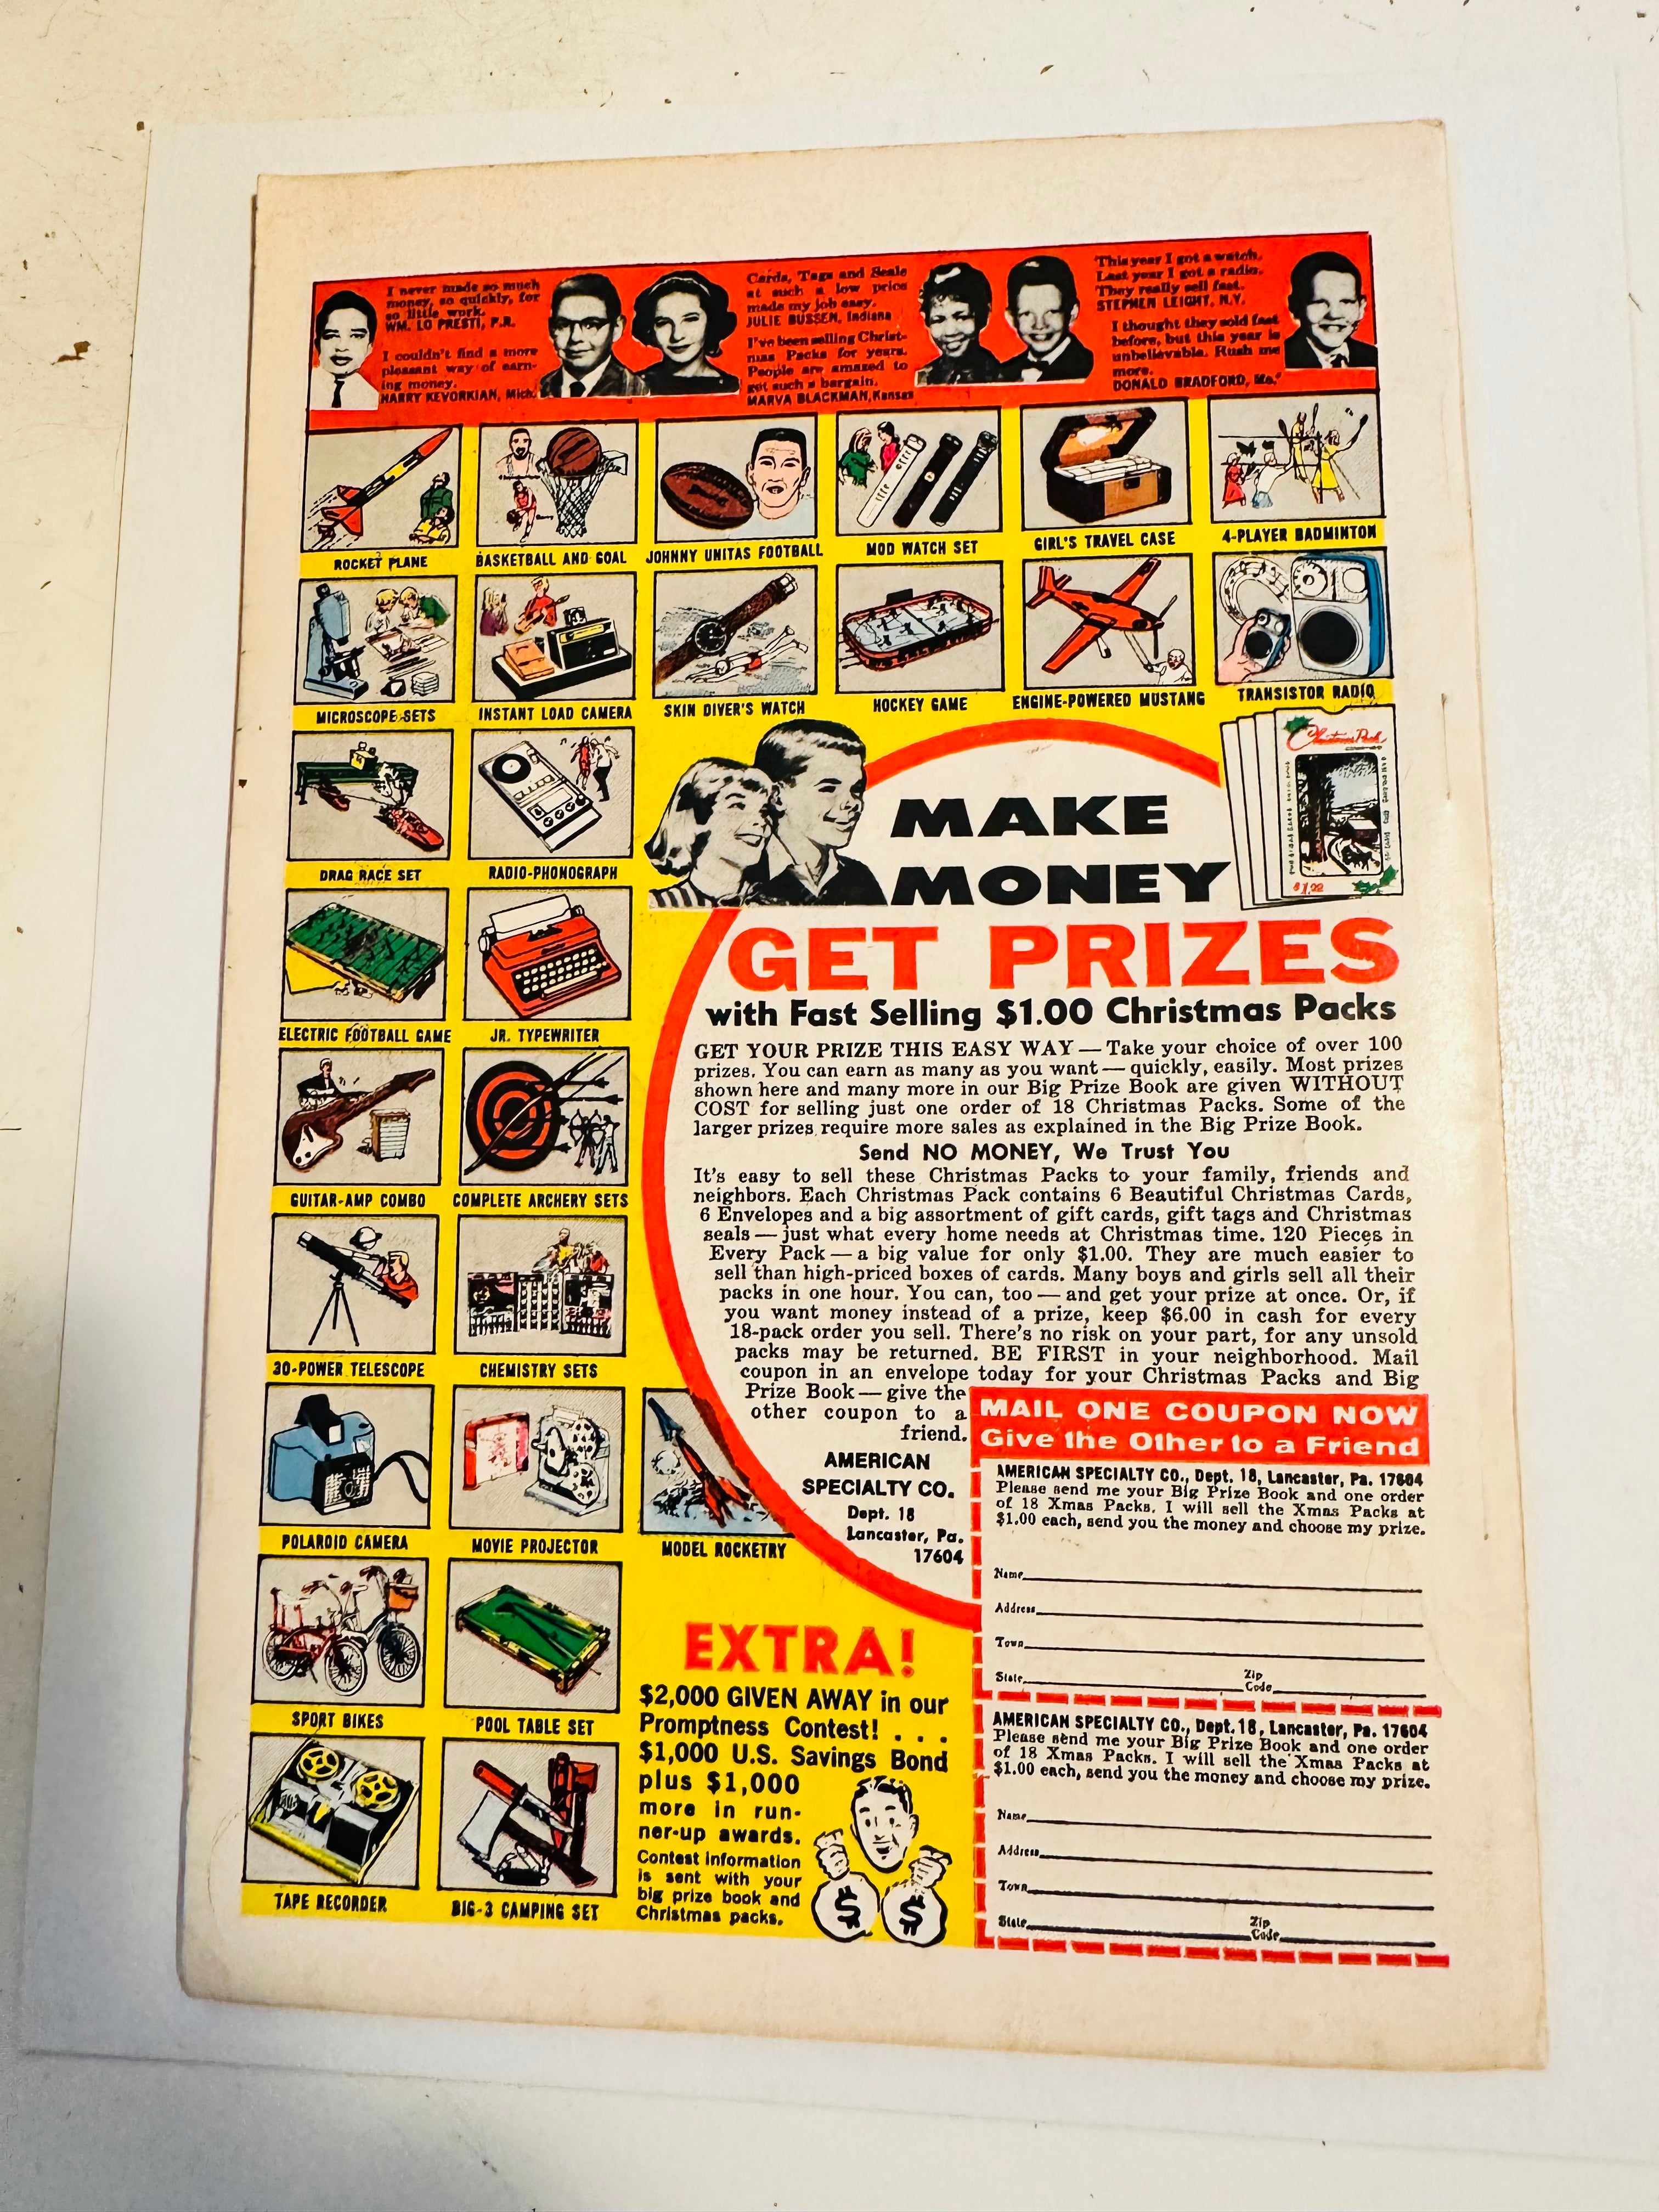 I never made so much
money, so quickly, for
so little work.
WM. LO PRESTI, P.R.
I couldn't find a more
pleasant way of earn-
ing money.
HARRY KEVORKIAN, Mich.
Cards, Tags and Seals
at such a low price
made my job easy.
JULIE BUSSEN, Indiana
I've been selling Christ-
mas Packs for years.
People are amazed to
get such a bargain.
MARVA BLACKMAN, Kansas
This year I got a watch.
Last year I got a radio.
They really sell fast.
STEPHEN LEIGHT, N.Y.
I thought they sold fast
before, but this year is
unbelievable. Rush me
more.
DONALD BRADFORD, Mo.
ROCKET PLANE
BASKETBALL AND GOAL
JOHNNY UNITAS FOOTBALL
MOD WATCH SET
GIRL'S TRAVEL CASE
4-PLAYER BADMINTON
MICROSCOPE SETS
INSTANT LOAD CAMERA
SKIN DIVER'S WATCH
HOCKEY GAME
ENGINE-POWERED MUSTANG
TRANSISTOR RADIO
DRAG RACE SET
RADIO-PHONOGRAPH
ELECTRIC FOOTBALL GAME
JR. TYPEWRITER
GUITAR-AMP COMBO
COMPLETE ARCHERY SETS
30-POWER TELESCOPE
CHEMISTRY SETS
POLAROID CAMERA
MOVIE PROJECTOR
MODEL ROCKETRY
SPORT BIKES
POOL TABLE SET
TAPE RECORDER
BIG-3 CAMPING SET
Christmas Pack
$1.00
MAKE
MONEY
GET PRIZES
with Fast Selling $1.00 Christmas Packs
GET YOUR PRIZE THIS EASY WAY — Take your choice of over 100
prizes. You can earn as many as you want — quickly, easily. Most prizes
shown here and many more in our Big Prize Book are given WITHOUT
COST for selling just one order of 18 Christmas Packs. Some of the
larger prizes require more sales as explained in the Big Prize Book.
Send NO MONEY, We Trust You
It's easy to sell these Christmas Packs to your family, friends and
neighbors. Each Christmas Pack contains 6 Beautiful Christmas Cards,
6 Envelopes and a big assortment of gift cards, gift tags and Christmas
seals — just what every home needs at Christmas time. 120 Pieces in
Every Pack — a big value for only $1.00. They are much easier to
sell than high-priced boxes of cards. Many boys and girls sell all their
packs in one hour. You can, too — and get your prize at once. Or, if
you want money instead of a prize, keep $6.00 in cash for every
18-pack order you sell. There's no risk on your part, for any unsold
packs may be returned. BE FIRST in your neighborhood. Mail
coupon in an envelope today for your Christmas Packs and Big
Prize Book — give the
other coupon to a
friend.
AMERICAN
SPECIALTY CO.
Dept. 18
Lancaster, Pa.
17604
EXTRA!
$2,000 GIVEN AWAY in our
Promptness Contest! . . .
$1,000 U.S. Savings Bond
plus $1,000
more in run-
ner-up awards.
Contest information
is sent with your
big prize book and
Christmas packs.
$ $
MAIL ONE COUPON NOW
Give the Other to a Friend
AMERICAN SPECIALTY CO., Dept. 18, Lancaster, Pa. 17604
Please send me your Big Prize Book and one order
of 18 Xmas Packs. I will sell the Xmas Packs at
$1.00 each, send you the money and choose my prize.
Name
Address
Town
State Zip Code
AMERICAN SPECIALTY CO., Dept. 18, Lancaster, Pa. 17604
Please send me your Big Prize Book and one order
of 18 Xmas Packs. I will sell the Xmas Packs at
$1.00 each, send you the money and choose my prize.
Name
Address
Town
State Zip Code